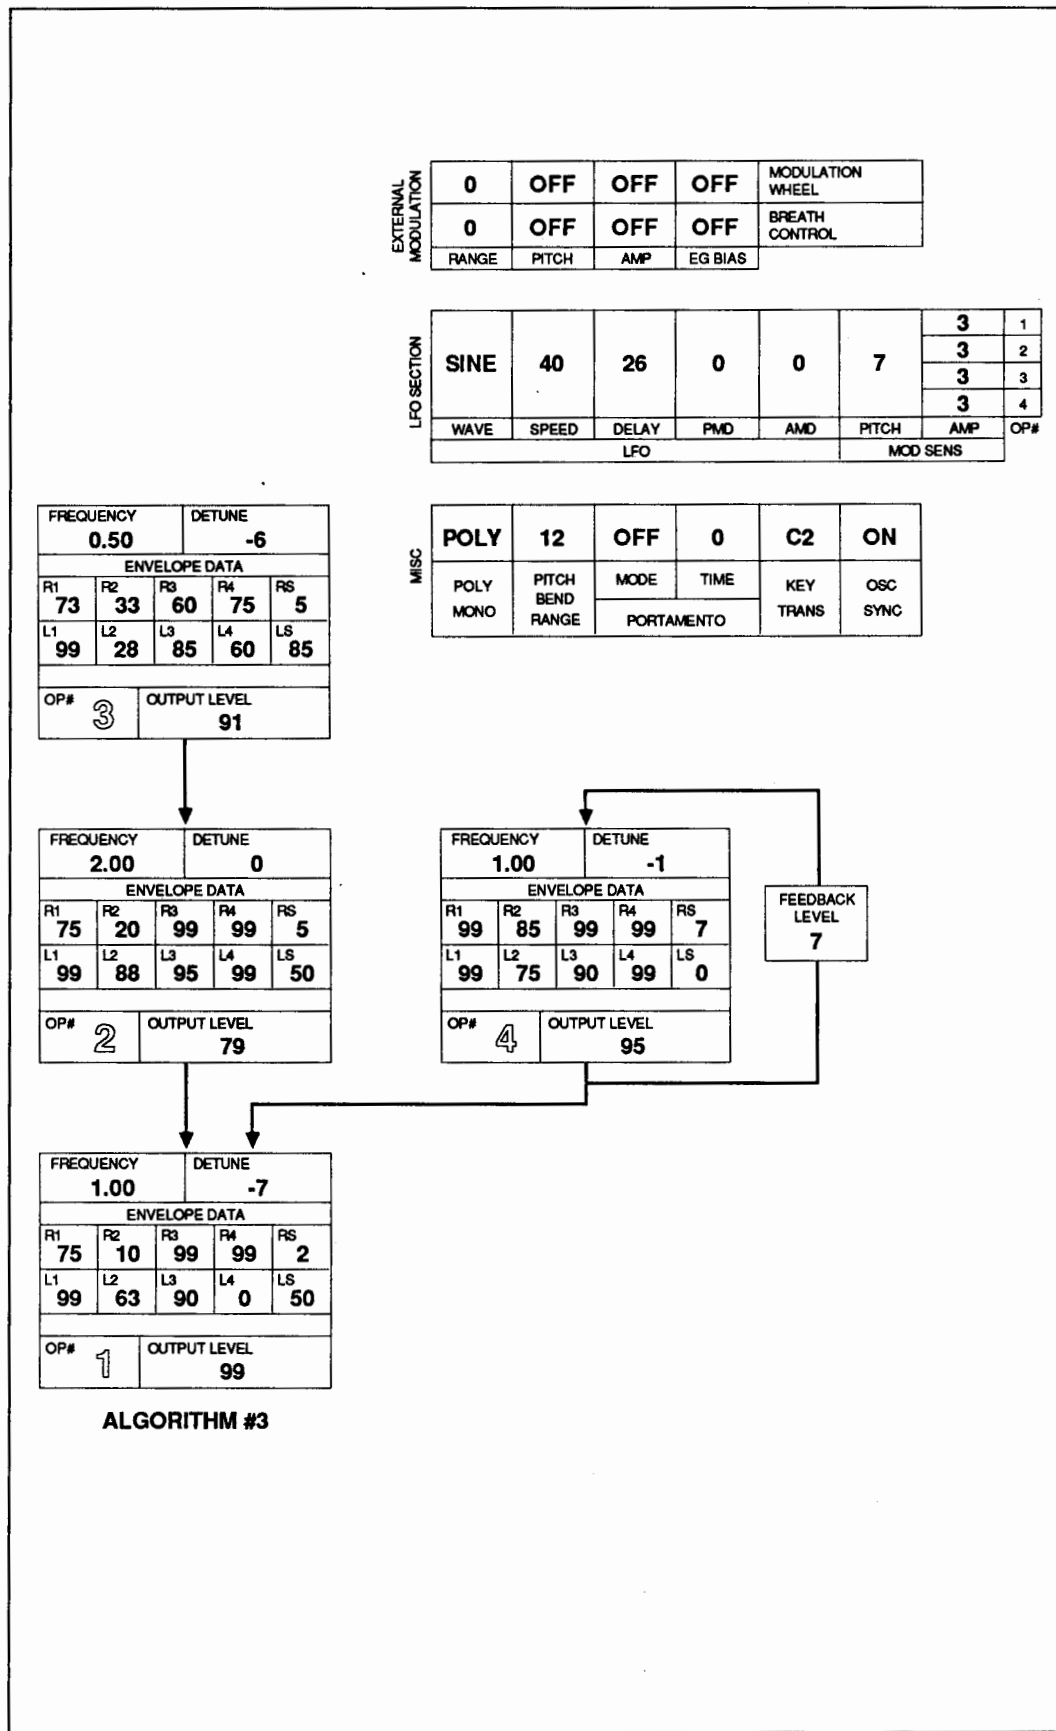 EXTERNAL MODULATION
0 OFF OFF OFF MODULATION WHEEL
0 OFF OFF OFF BREATH CONTROL
RANGE PITCH AMP EG BIAS
LFO SECTION
SINE 40 26 0 0 7
3 1
3 2
3 3
3 4
WAVE SPEED DELAY PMD AMD PITCH AMP OP#
LFO MOD SENS
MISC
POLY 12 OFF 0 C2 ON
POLY MONO PITCH BEND RANGE MODE TIME KEY TRANS OSC SYNC
PORTAMENTO
FREQUENCY DETUNE
0.50 -6
ENVELOPE DATA
R1 R2 R3 R4 RS
73 33 60 75 5
L1 L2 L3 L4 LS
99 28 85 60 85
OP# 3 OUTPUT LEVEL
91
FREQUENCY DETUNE
2.00 0
ENVELOPE DATA
R1 R2 R3 R4 RS
75 20 99 99 5
L1 L2 L3 L4 LS
99 88 95 99 50
OP# 2 OUTPUT LEVEL
79
FREQUENCY DETUNE
1.00 -1
ENVELOPE DATA
R1 R2 R3 R4 RS
99 85 99 99 7
L1 L2 L3 L4 LS
99 75 90 99 0
OP# 4 OUTPUT LEVEL
95
FEEDBACK
LEVEL
7
FREQUENCY DETUNE
1.00 -7
ENVELOPE DATA
R1 R2 R3 R4 RS
75 10 99 99 2
L1 L2 L3 L4 LS
99 63 90 0 50
OP# 1 OUTPUT LEVEL
99
ALGORITHM #3